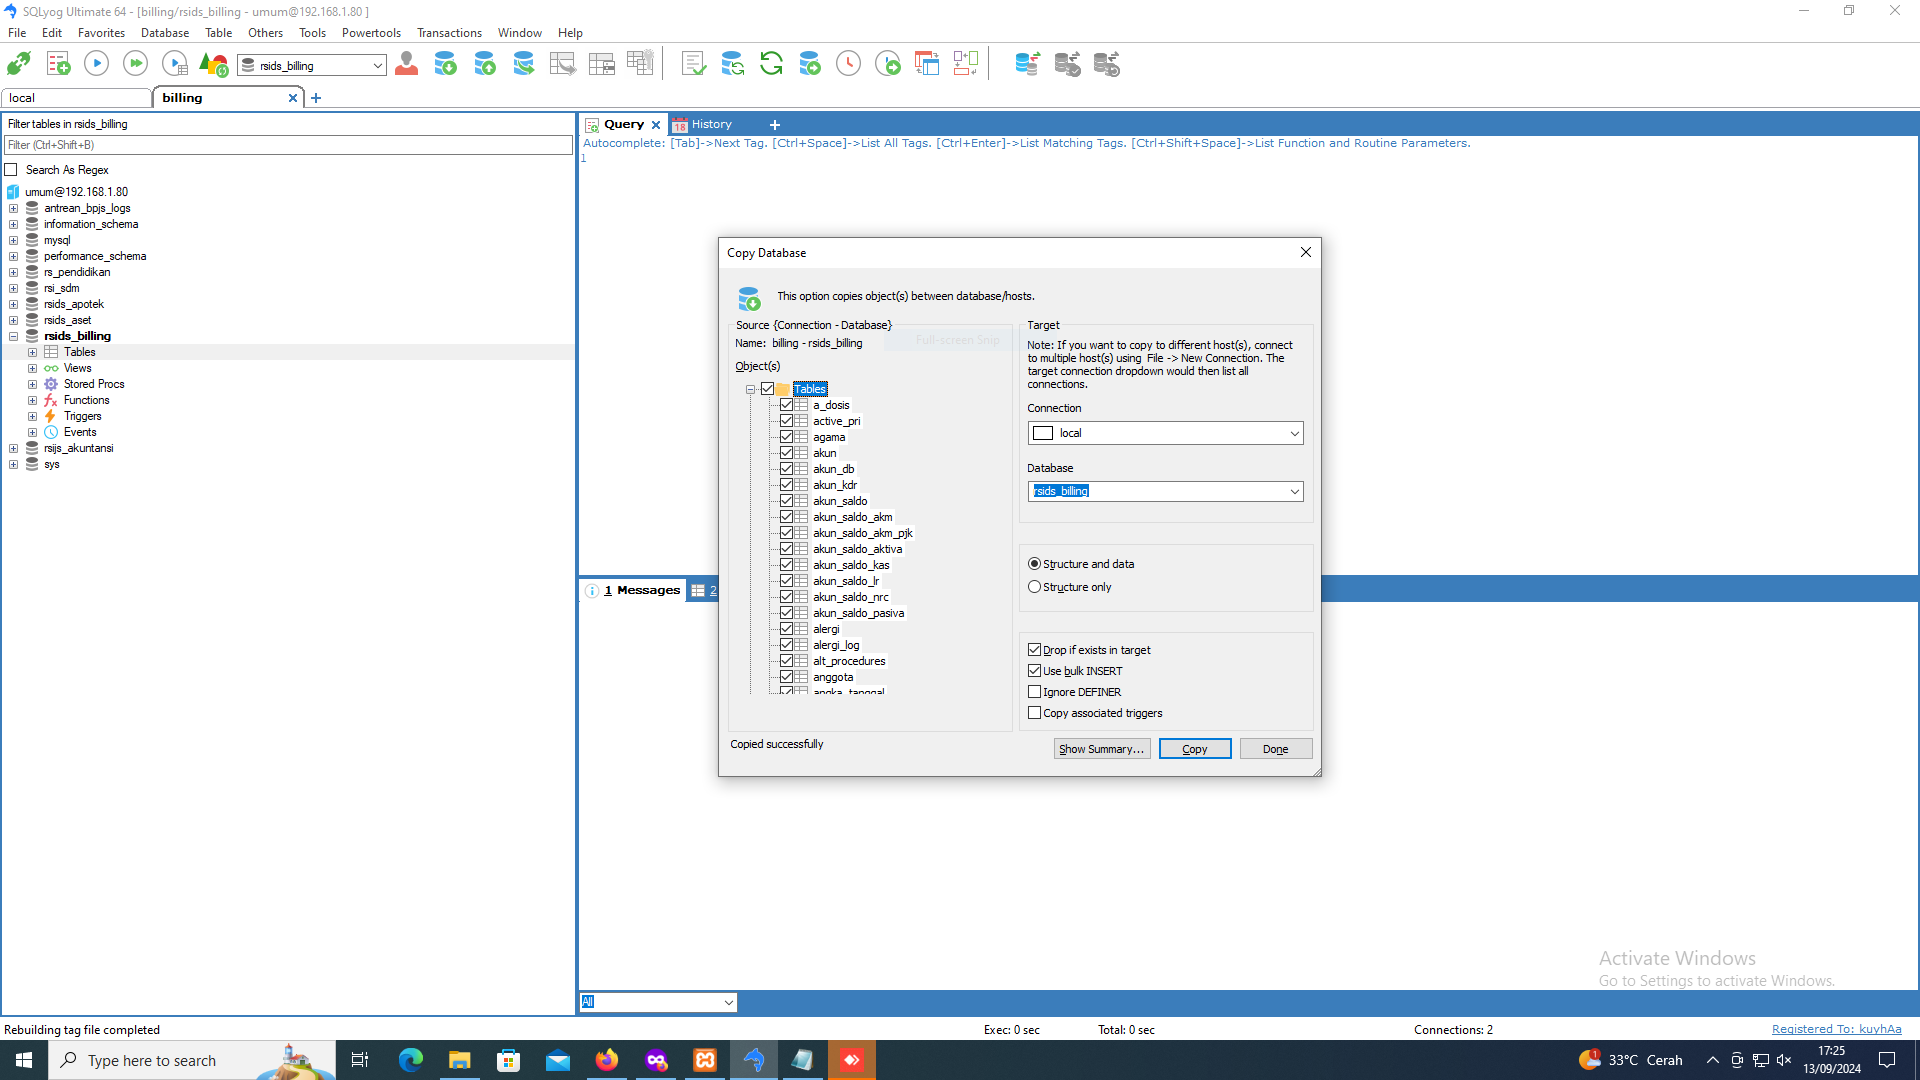 SQLyog Ultimate 64 - [billing/rsids_billing - umum@192.168.1.80 ]
File Edit Favorites Database Table Others Tools Powertools Transactions Window Help
rsids_billing
local
billing
Filter tables in rsids_billing
Filter (Ctrl+Shift+B)
Search As Regex
umum@192.168.1.80
antrean_bpjs_logs
information_schema
mysql
performance_schema
rs_pendidikan
rsi_sdm
rsids_apotek
rsids_aset
rsids_billing
Tables
Views
Stored Procs
Functions
Triggers
Events
rsijs_akuntansi
sys
Query
18 History
Autocomplete: [Tab]->Next Tag. [Ctrl+Space]->List All Tags. [Ctrl+Enter]->List Matching Tags. [Ctrl+Shift+Space]->List Function and Routine Parameters.
1
Copy Database
This option copies object(s) between database/hosts.
Source {Connection - Database}
Name: billing - rsids_billing
Full-screen Snip
Object(s)
Tables
a_dosis
active_pri
agama
akun
akun_db
akun_kdr
akun_saldo
akun_saldo_akm
akun_saldo_akm_pjk
akun_saldo_aktiva
akun_saldo_kas
akun_saldo_lr
akun_saldo_nrc
akun_saldo_pasiva
alergi
alergi_log
alt_procedures
anggota
angka_tanggal
Copied successfully
Target
Note: If you want to copy to different host(s), connect
to multiple host(s) using File -> New Connection. The
target connection dropdown would then list all
connections.
Connection
local
Database
rsids_billing
Structure and data
Structure only
Drop if exists in target
Use bulk INSERT
Ignore DEFINER
Copy associated triggers
Show Summary...
Copy
Done
1 Messages
2
Activate Windows
Go to Settings to activate Windows.
All
Rebuilding tag file completed
Exec: 0 sec
Total: 0 sec
Connections: 2
Registered To: kuyhAa
Type here to search
1
33°C Cerah
17:25
13/09/2024